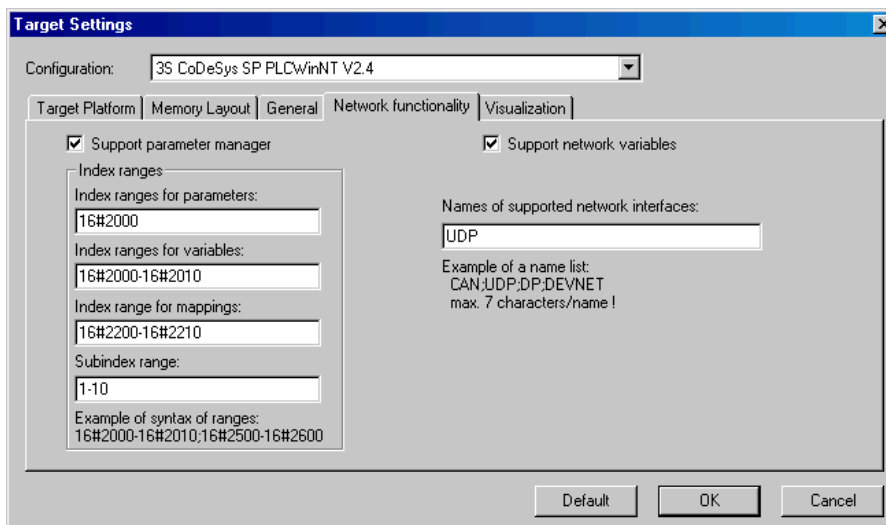 Target Settings
Configuration: 3S CoDeSys SP PLCWinNT V2.4
Target Platform Memory Layout General Network functionality Visualization
Support parameter manager
Index ranges
Index ranges for parameters:
16#2000
Index ranges for variables:
16#2000-16#2010
Index range for mappings:
16#2200-16#2210
Subindex range:
1-10
Example of syntax of ranges:
16#2000-16#2010;16#2500-16#2600
Support network variables
Names of supported network interfaces:
UDP
Example of a name list:
CAN;UDP;DP;DEVNET
max. 7 characters/name !
Default OK Cancel